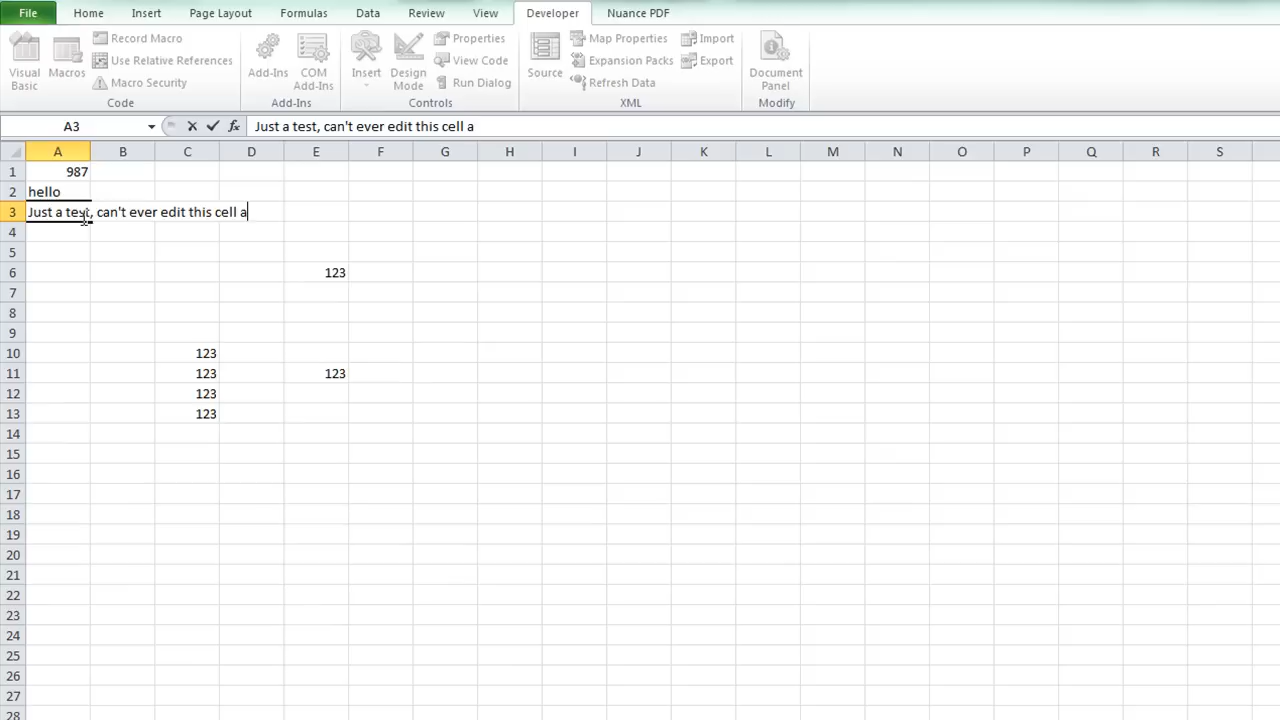 File Home Insert Page Layout Formulas Data Review View Developer Nuance PDF
Visual Basic
Macros
Record Macro
Use Relative References
Macro Security
Code
Add-Ins
COM Add-Ins
Add-Ins
Insert
Design Mode
Properties
View Code
Run Dialog
Controls
Source
Map Properties
Expansion Packs
Refresh Data
Import
Export
XML
Document Panel
Modify
A3 fx Just a test, can't ever edit this cell a
A B C D E F G H I J K L M N O P Q R S
1 987
2 hello
3 Just a test, can't ever edit this cell a
4
5
6 123
7
8
9
10 123
11 123 123
12 123
13 123
14
15
16
17
18
19
20
21
22
23
24
25
26
27
28